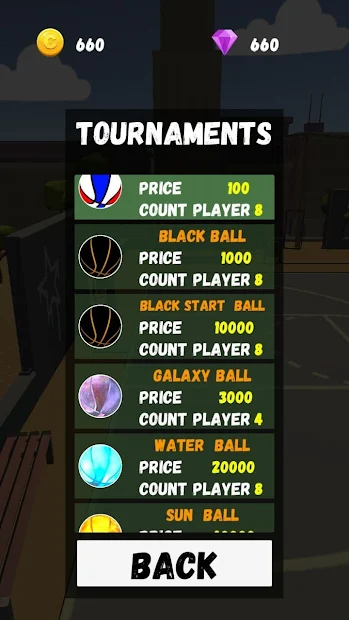 660 660
TOURNAMENTS
PRICE 100
COUNT PLAYER 8
BLACK BALL
PRICE 1000
COUNT PLAYER 8
BLACK START BALL
PRICE 10000
COUNT PLAYER 8
GALAXY BALL
PRICE 3000
COUNT PLAYER 4
WATER BALL
PRICE 20000
COUNT PLAYER 8
SUN BALL
BACK